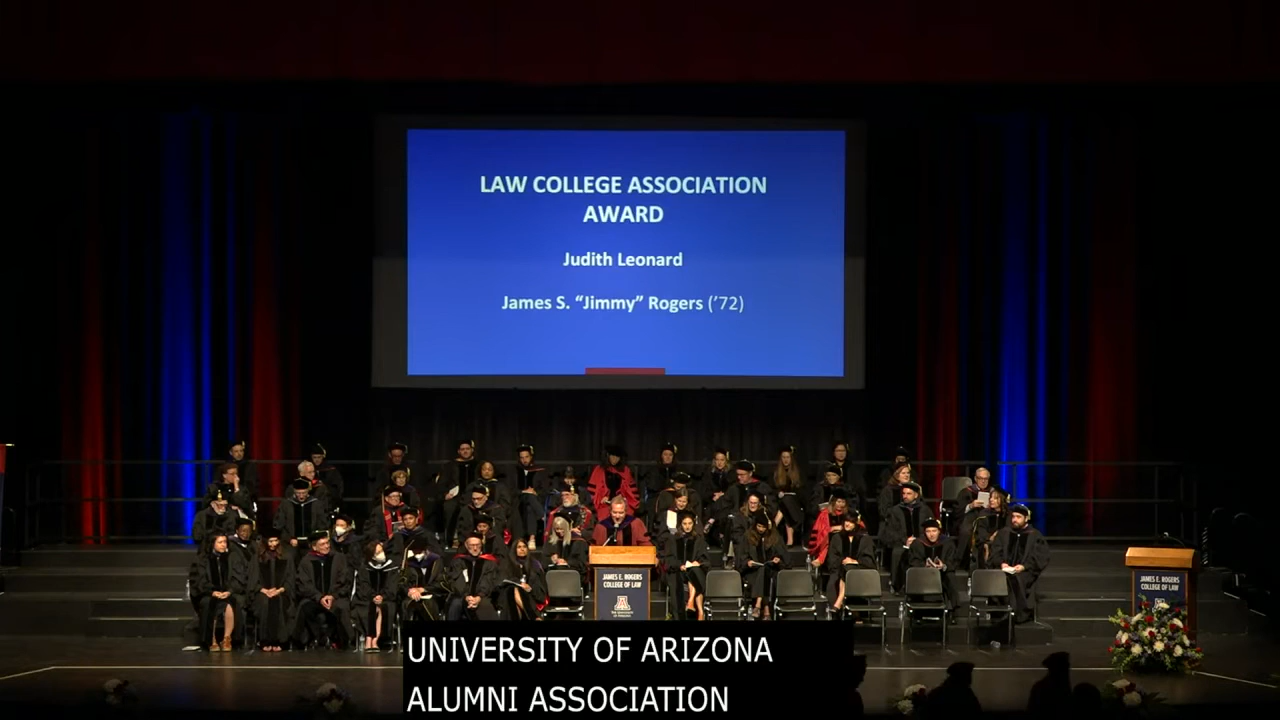 LAW COLLEGE ASSOCIATION
AWARD
Judith Leonard
James S. “Jimmy” Rogers (’72)
JAMES E. ROGERS
COLLEGE OF LAW
JAMES E. ROGERS
COLLEGE OF LAW
UNIVERSITY OF ARIZONA
ALUMNI ASSOCIATION